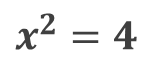 x² = 4